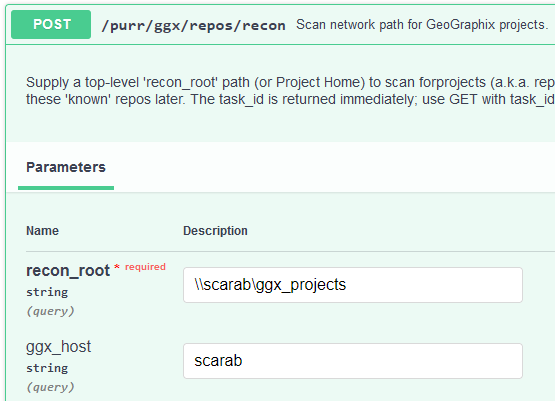 POST /purr/ggx/repos/recon Scan network path for GeoGraphix projects.
Supply a top-level 'recon_root' path (or Project Home) to scan forprojects (a.k.a. rep
these 'known' repos later. The task_id is returned immediately; use GET with task_id
Parameters
Name Description
recon_root * required
string
(query)
\\scarab\ggx_projects
ggx_host
string
(query)
scarab